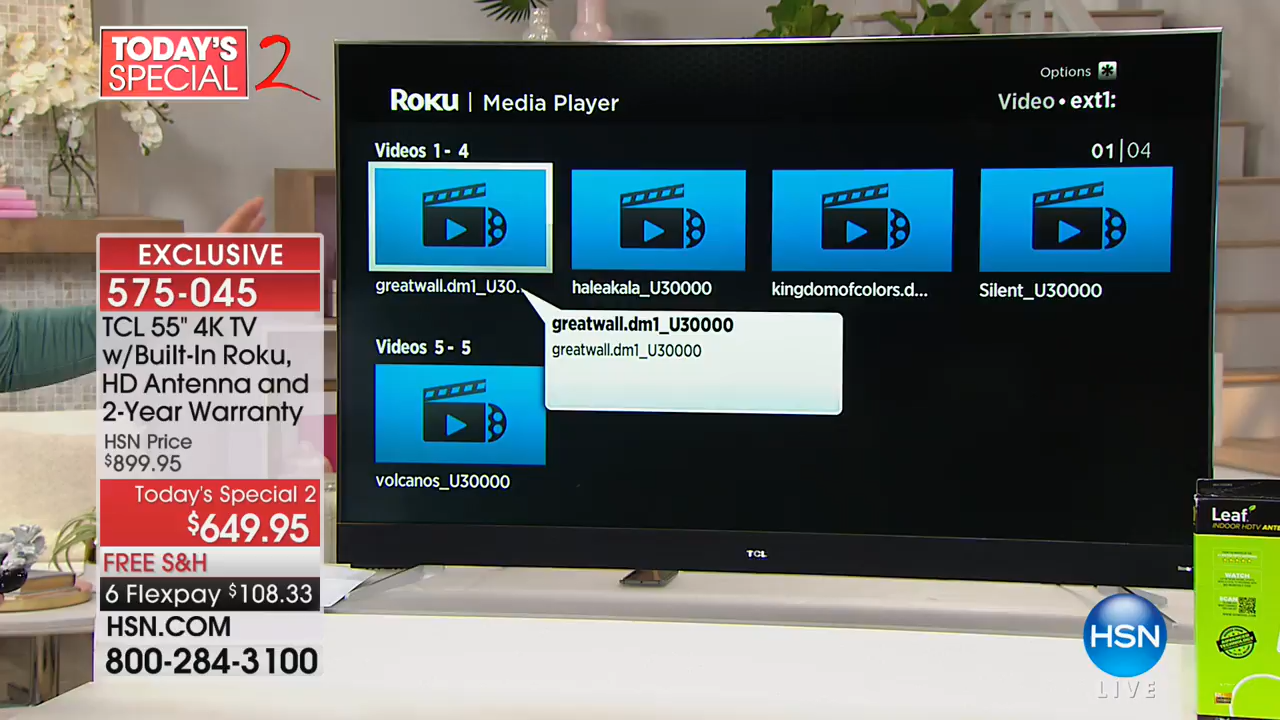 TODAY'S
SPECIAL 2
EXCLUSIVE
575-045
TCL 55" 4K TV
w/Built-In Roku,
HD Antenna and
2-Year Warranty
HSN Price
$899.95
Today's Special 2
$649.95
FREE S&H
6 Flexpay $108.33
HSN.COM
800-284-3100
Options *
ROKU | Media Player
Video • ext1:
Videos 1 - 4
01|04
greatwall.dm1_U30..
haleakala_U30000
kingdomofcolors.d...
Silent_U30000
greatwall.dm1_U30000
greatwall.dm1_U30000
Videos 5 - 5
volcanos_U30000
TCL
Leaf
INDOOR HDTV ANTE
WATCH
SCAN
HSN
LIVE